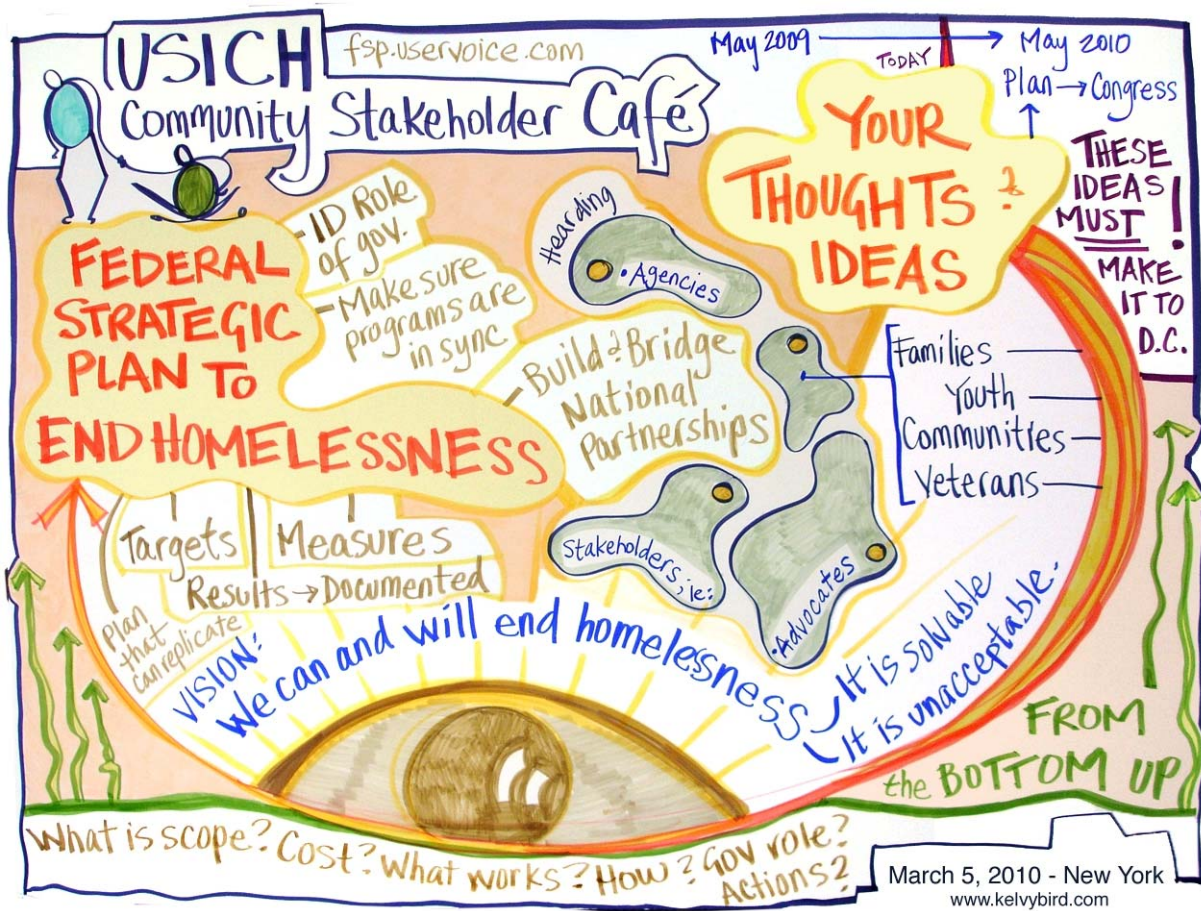 USICH
fsp.uservoice.com
Community Stakeholder Café
May 2009 → May 2010
TODAY
Plan → Congress
YOUR
THOUGHTS &
IDEAS
THESE
IDEAS
MUST
MAKE
IT TO
D.C.
!
FEDERAL
STRATEGIC
PLAN TO
END HOMELESSNESS
- ID Role
of gov.
- Make sure
programs are
in sync
- Build & Bridge
National
Partnerships
Hearding
• Agencies
Families
Youth
Communities
Veterans
Stakeholders, ie:
• Advocates
Targets
Measures
Results → Documented
plan
that
can replicate
VISION:
We can and will end homelessness
It is solvable
It is unacceptable.
FROM
the BOTTOM UP
What is scope? Cost? What works? How? Gov role?
Actions?
March 5, 2010 - New York
www.kelvybird.com